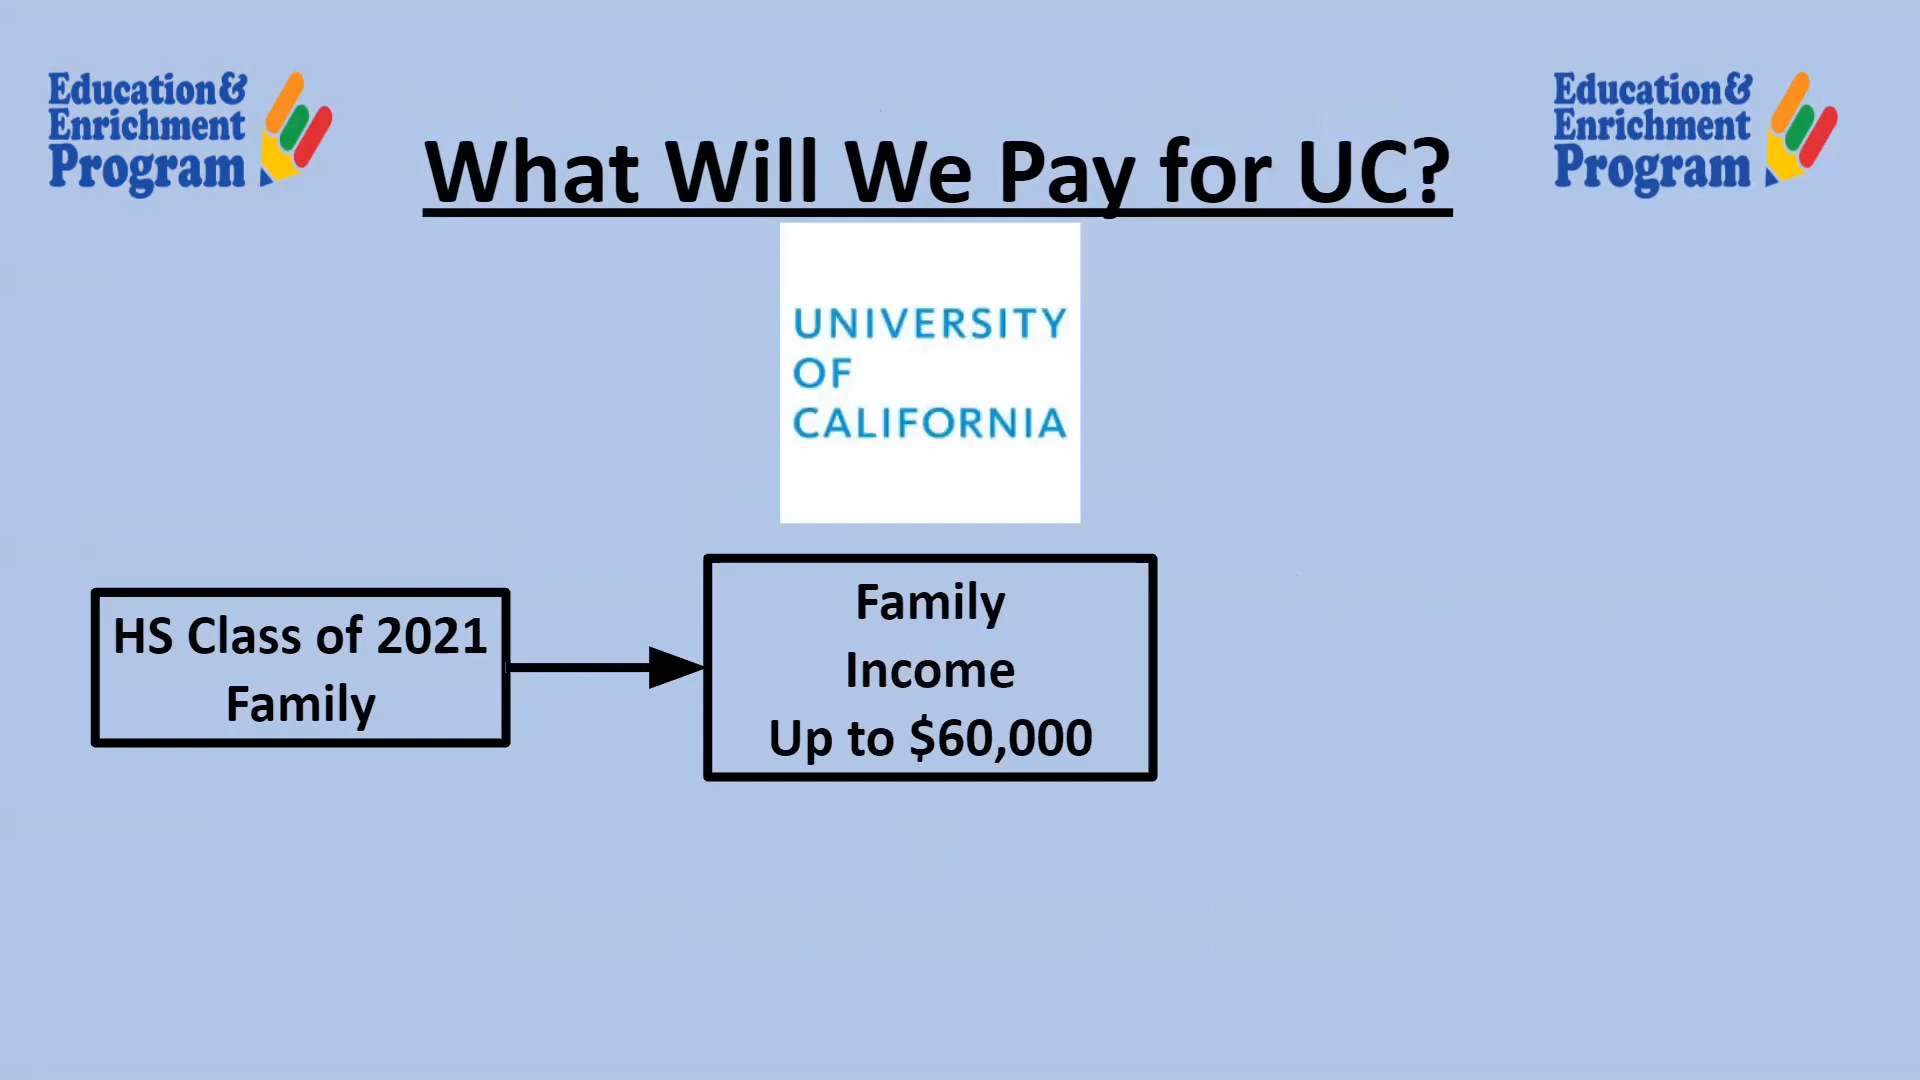 Education&
Enrichment
Program
Education&
Enrichment
Program
What Will We Pay for UC?
UNIVERSITY
OF
CALIFORNIA
HS Class of 2021
Family
Family
Income
Up to $60,000